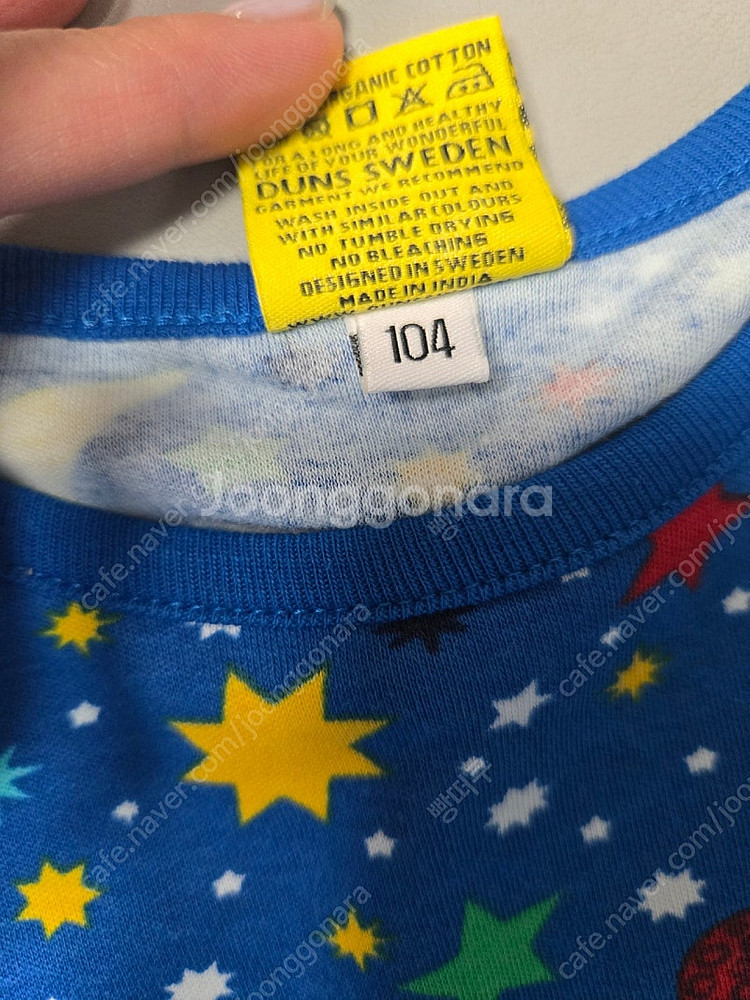 GANIC COTTON
FOR A LONG AND HEALTHY
LIFE OF YOUR WONDERFUL
DUNS SWEDEN
GARMENT WE RECOMMEND
WASH INSIDE OUT AND
WITH SIMILAR COLOURS
NO TUMBLE DRYING
NO BLEACHING
DESIGNED IN SWEDEN
MADE IN INDIA
104
Joonggonara
cafe.naver.com/joonggonara